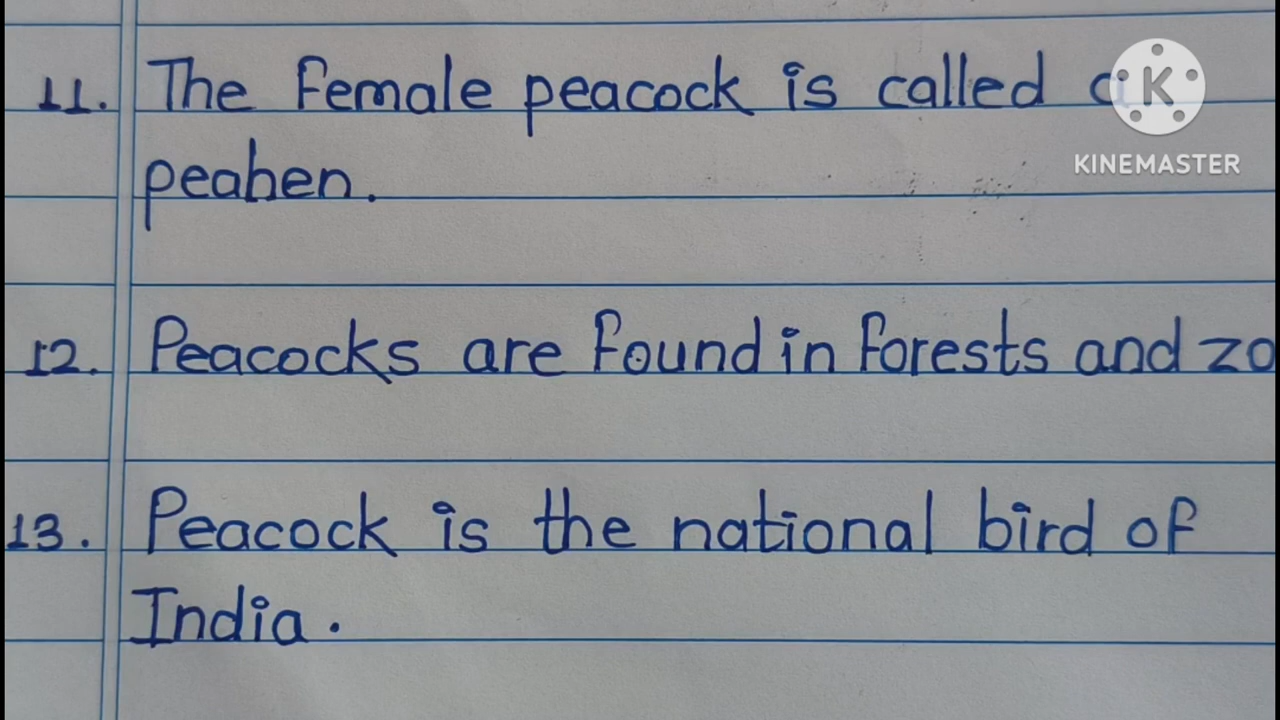 11. The female peacock is called a
peahen.
12. Peacocks are found in forests and zo
13. Peacock is the national bird of
India.
K
KINEMASTER